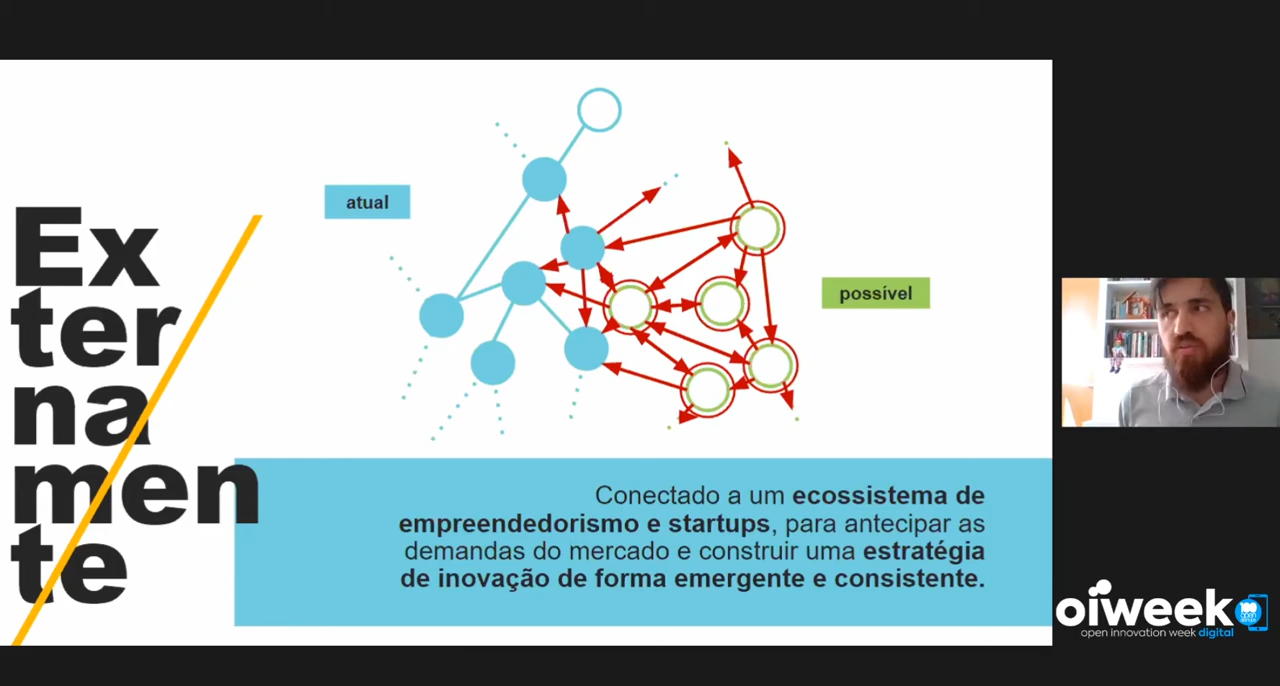 atual
possível
Ex
ter
na
men
te
Conectado a um ecossistema de
empreendedorismo e startups, para antecipar as
demandas do mercado e construir uma estratégia
de inovação de forma emergente e consistente.
oiweek
open innovation week digital